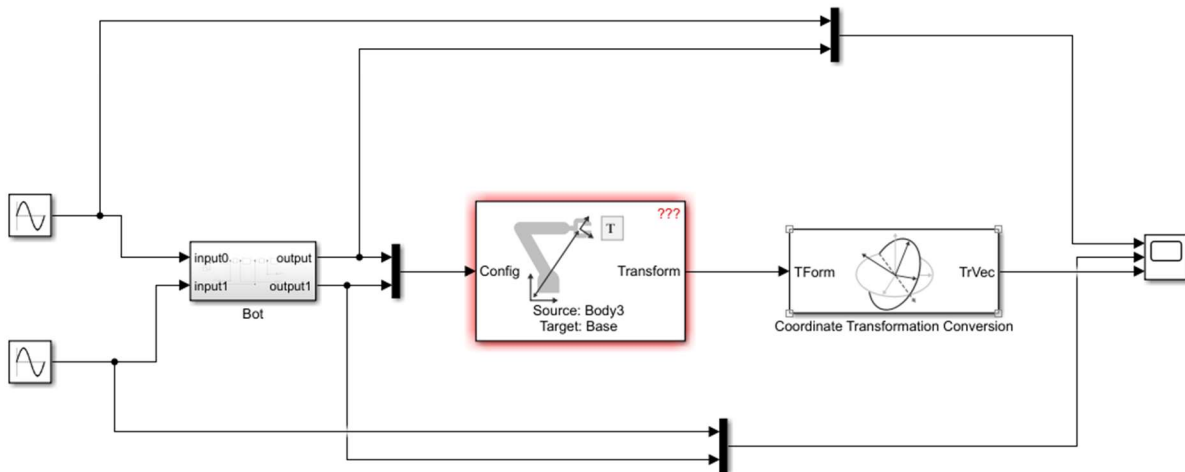 ???
T
Config
Transform
Source: Body3
Target: Base
input0
output
input1
output1
Bot
TForm
TrVec
Coordinate Transformation Conversion